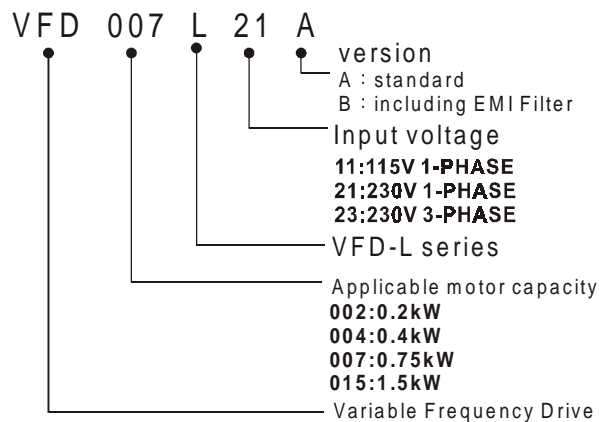 VFD 007 L 21 A
version
A : standard
B : including EMI Filter
Input voltage
11:115V 1-PHASE
21:230V 1-PHASE
23:230V 3-PHASE
VFD-L series
Applicable motor capacity
002:0.2kW
004:0.4kW
007:0.75kW
015:1.5kW
Variable Frequency Drive